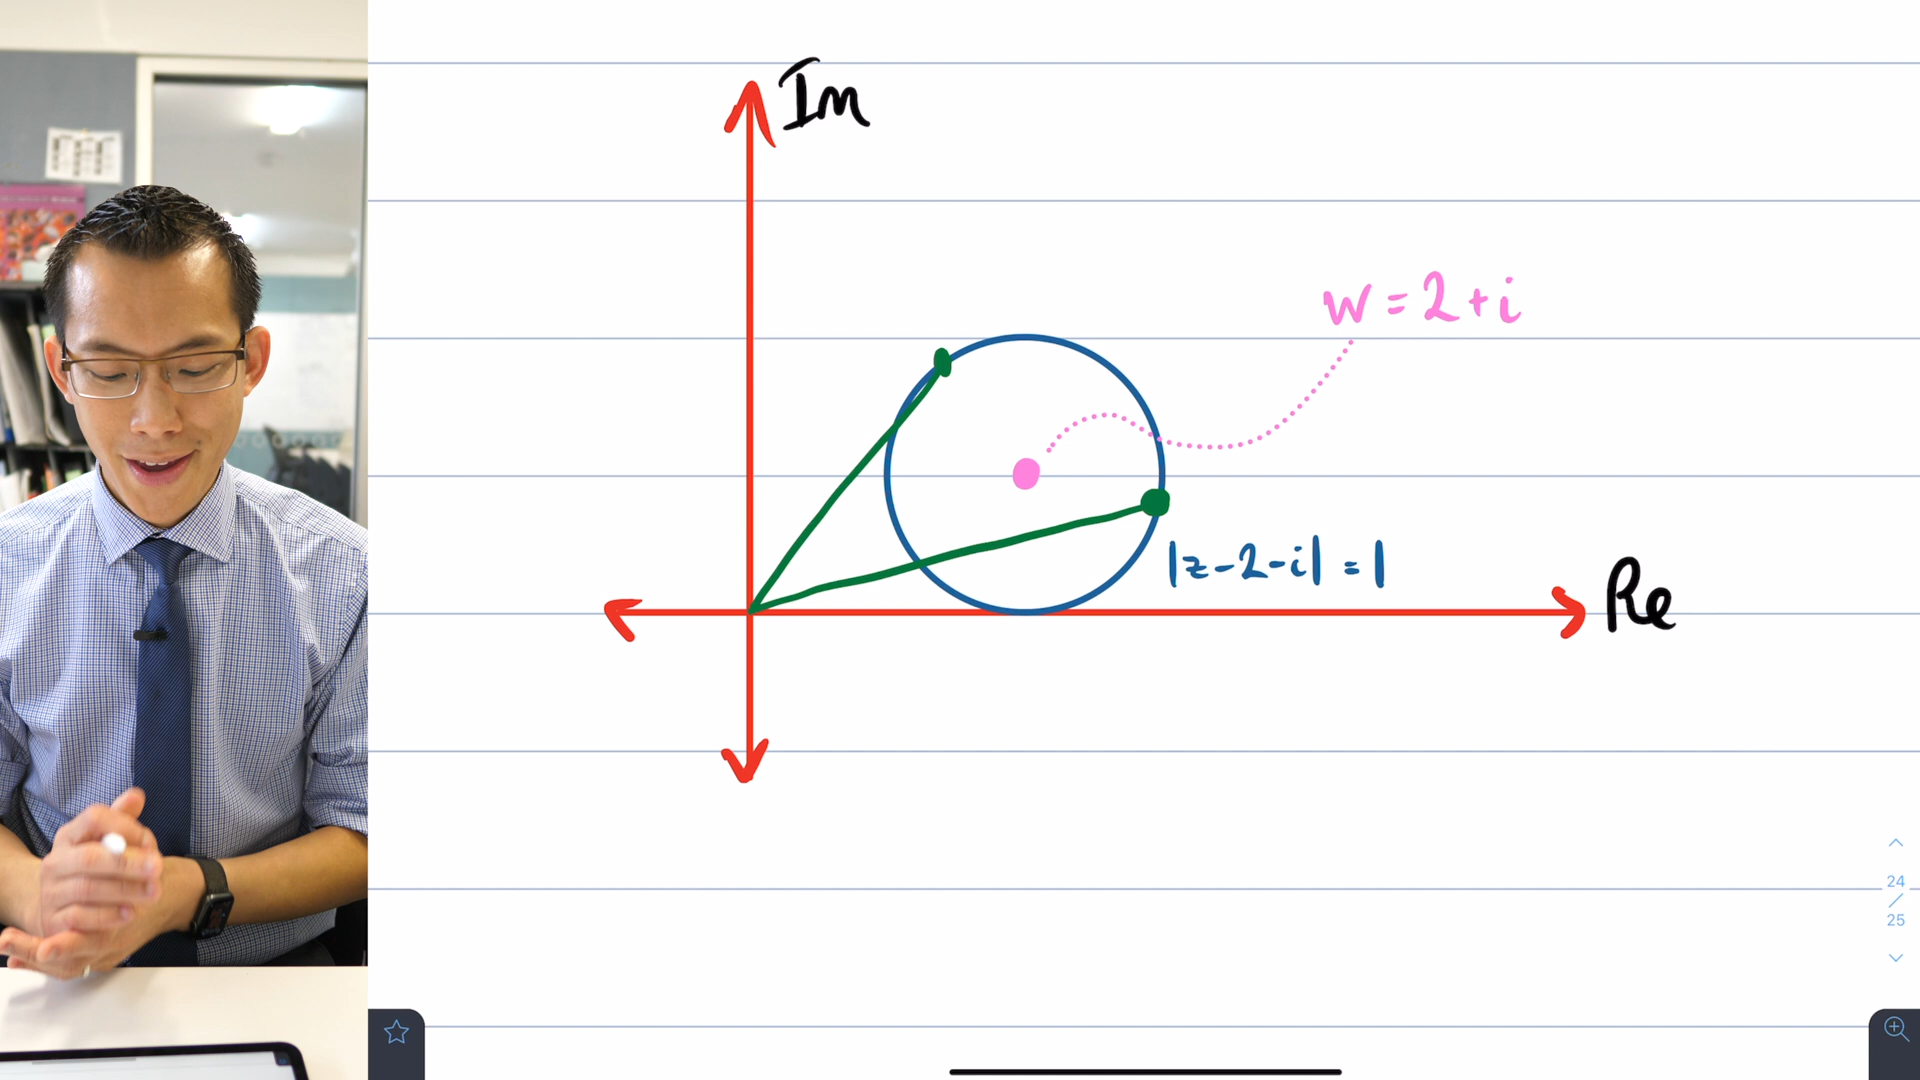 Im
w = 2 + i
|z - 2 - i| = 1
Re
24
/
25